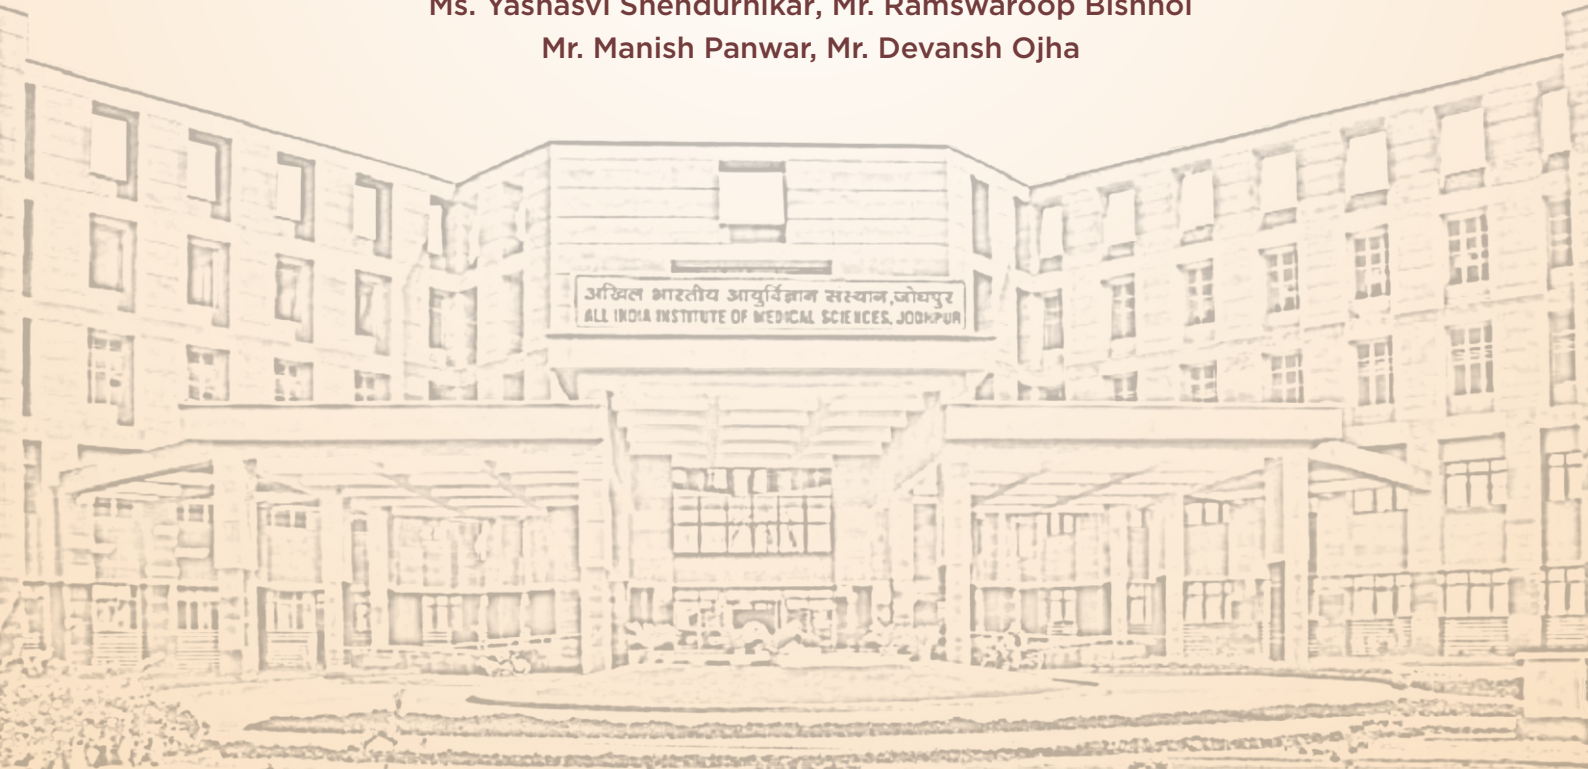 Ms. Yashasvi Shendurnikar, Mr. Ramswaroop Bishnoi
Mr. Manish Panwar, Mr. Devansh Ojha
अखिल भारतीय आयुर्विज्ञान सस्थान,जोधपुर
ALL INDIA INSTITUTE OF MEDICAL SCIENCES, JODHPUR